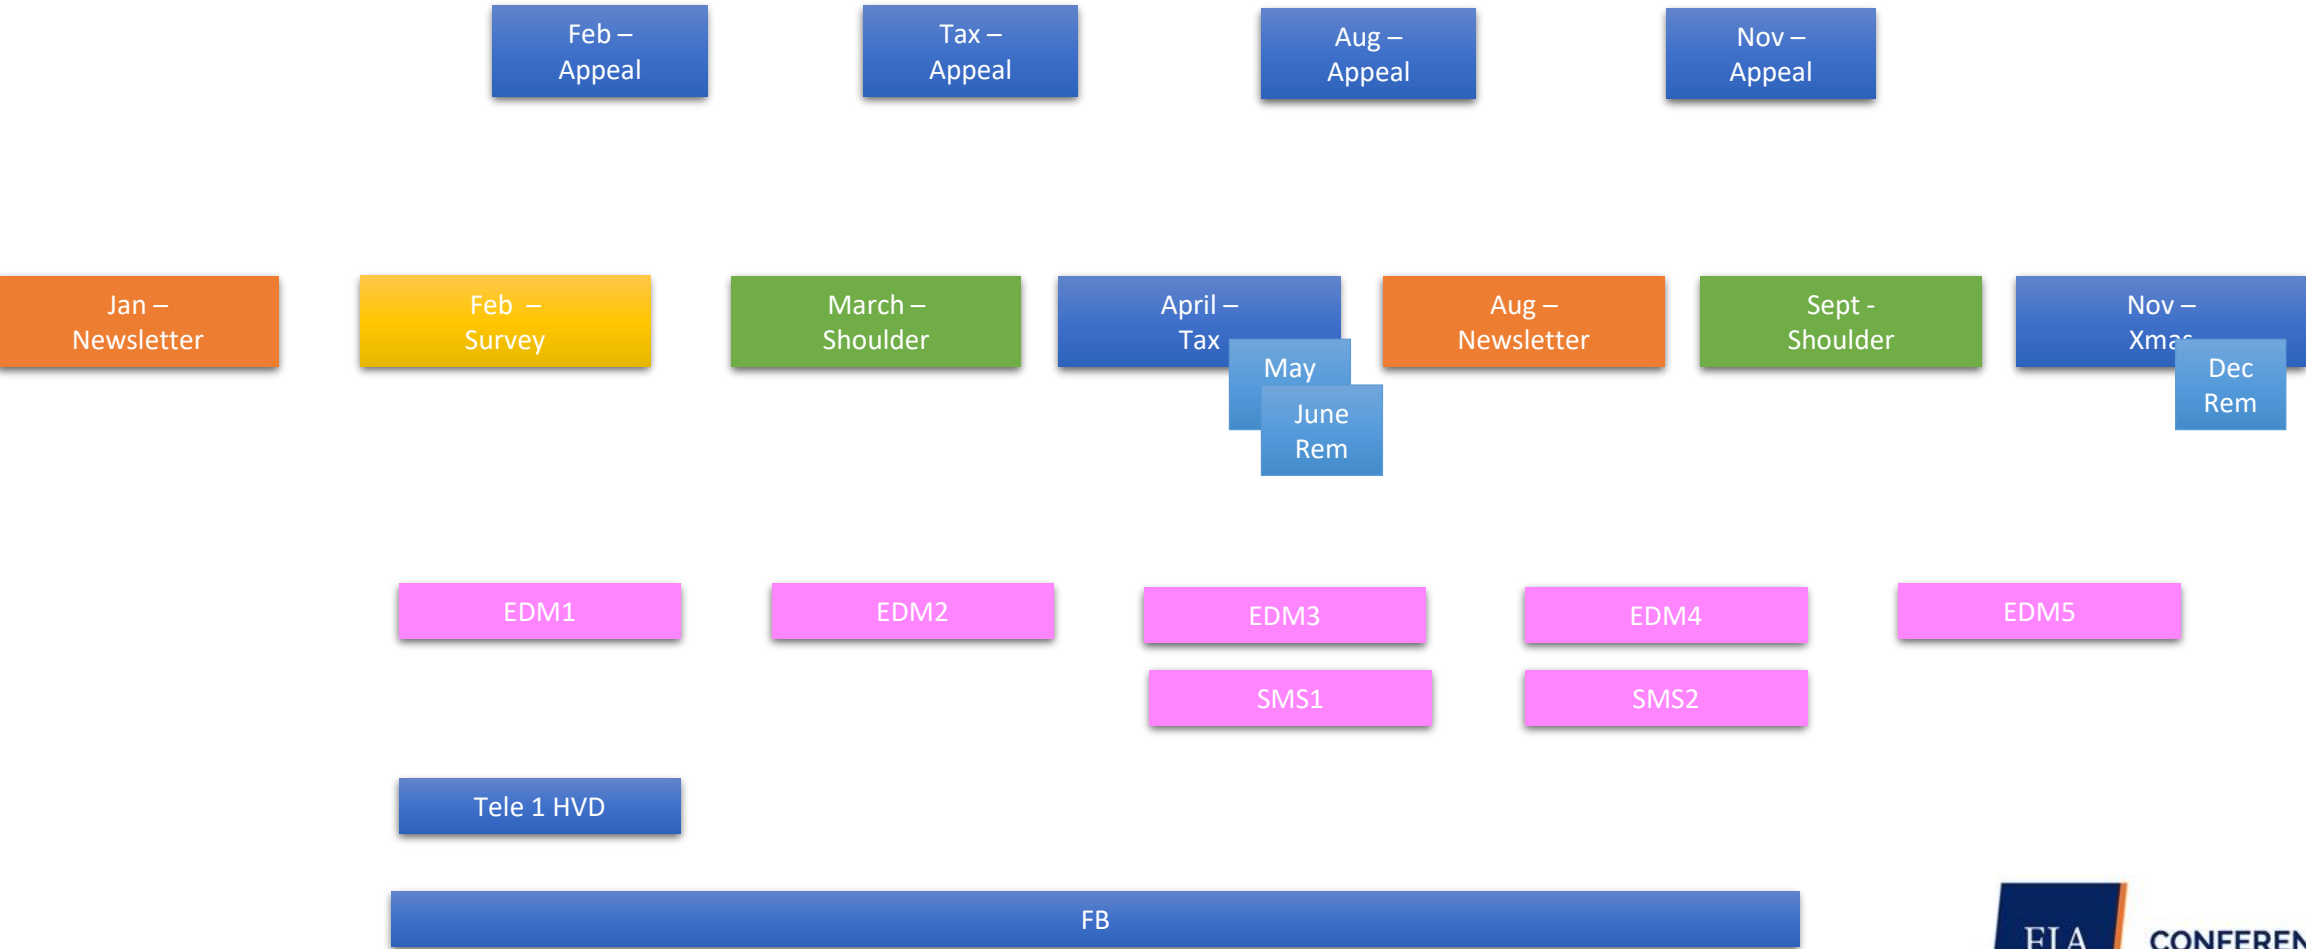 Feb –
Appeal
Tax –
Appeal
Aug –
Appeal
Nov –
Appeal
Jan –
Newsletter
Feb –
Survey
March –
Shoulder
April –
Tax
May
June
Rem
Aug –
Newsletter
Sept -
Shoulder
Nov –
Xmas
Dec
Rem
EDM1
EDM2
EDM3
EDM4
EDM5
SMS1
SMS2
Tele 1 HVD
FB